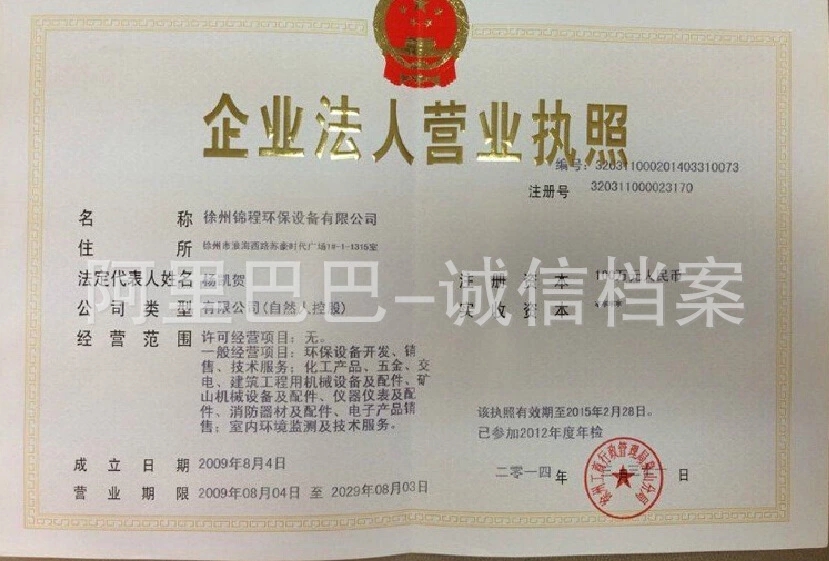 企业法人营业执照
编号: 320311000201403310073
注册号 320311000023170
名 称 徐州锦程环保设备有限公司
住 所 徐州市淮海西路苏豪时代广场1#-1-1315室
法定代表人姓名 杨凯贺
注 册 资 本 100万元人民币
公 司 类 型 有限公司(自然人控股)
实 收 资 本
经 营 范 围 许可经营项目: 无。
一般经营项目: 环保设备开发、销
售、技术服务; 化工产品、五金、交
电、建筑工程用机械设备及配件、矿
山机械设备及配件、仪器仪表及配
件、消防器材及配件、电子产品销
售; 室内环境监测及技术服务。
该执照有效期至2015年2月28日。
已参加2012年度年检
成 立 日 期 2009年8月4日
营 业 期 限 2009年08月04日 至 2029年08月03日
二零一四 年 日
阿里巴巴-诚信档案